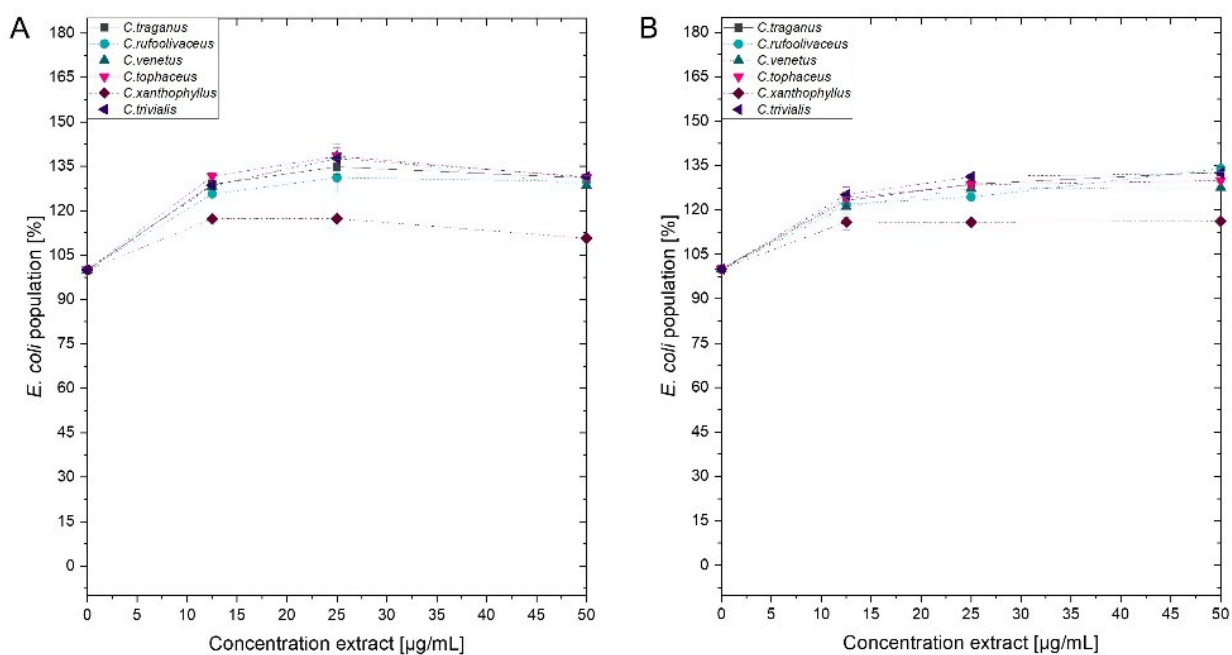 A
C.traganus
C.rufoolivaceus
C.venetus
C.tophaceus
C.xanthophyllus
C.trivialis
180
165
150
135
120
105
90
75
60
45
30
15
0
E. coli population [%]
0 5 10 15 20 25 30 35 40 45 50
Concentration extract [µg/mL]
B
C.traganus
C.rufoolivaceus
C.venetus
C.tophaceus
C.xanthophyllus
C.trivialis
180
165
150
135
120
105
90
75
60
45
30
15
0
E. coli population [%]
0 5 10 15 20 25 30 35 40 45 50
Concentration extract [µg/mL]